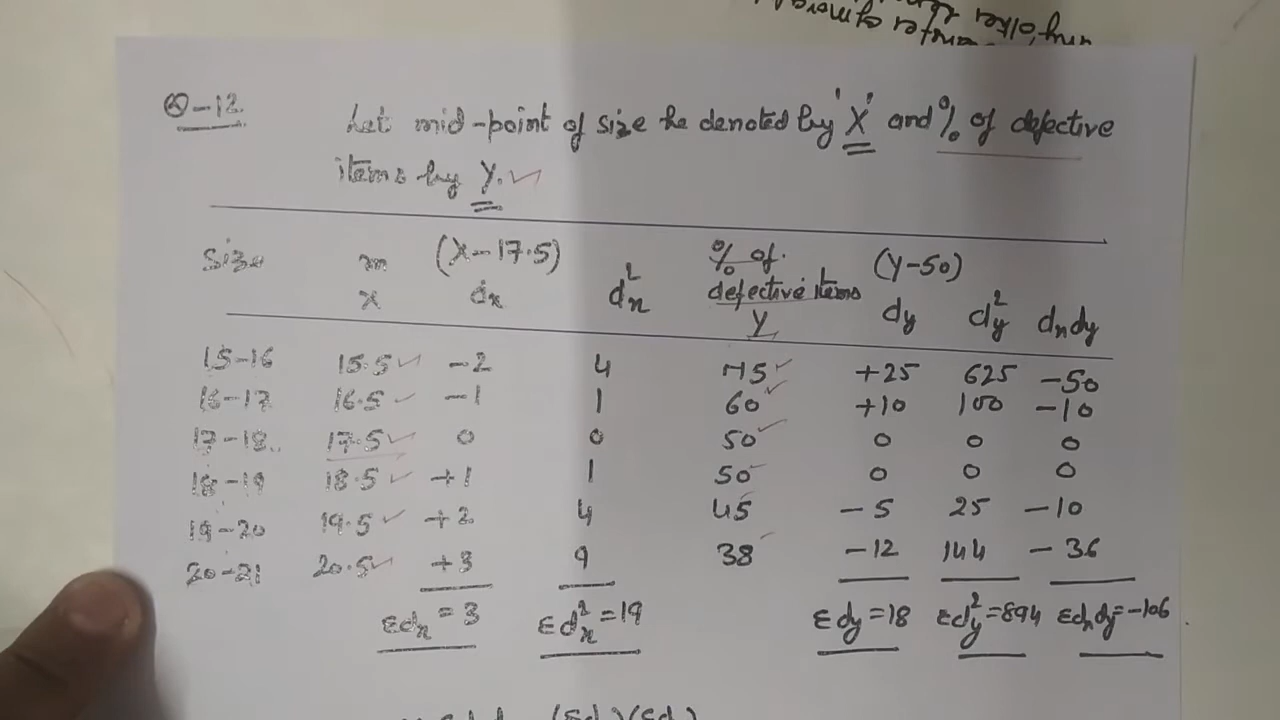 Q-12 Let mid-point of size be denoted by 'X' and % of defective
items by Y.
Size m x (X-17.5) dx dx² % of defective items Y (Y-50) dy dy² dxdy
15-16 15.5 -2 4 75 +25 625 -50
16-17 16.5 -1 1 60 +10 100 -10
17-18 17.5 0 0 50 0 0 0
18-19 18.5 +1 1 50 0 0 0
19-20 19.5 +2 4 45 -5 25 -10
20-21 20.5 +3 9 38 -12 144 -36
Σdx = 3 Σdx² = 19 Σdy = 18 Σdy² = 894 Σdxdy = -106